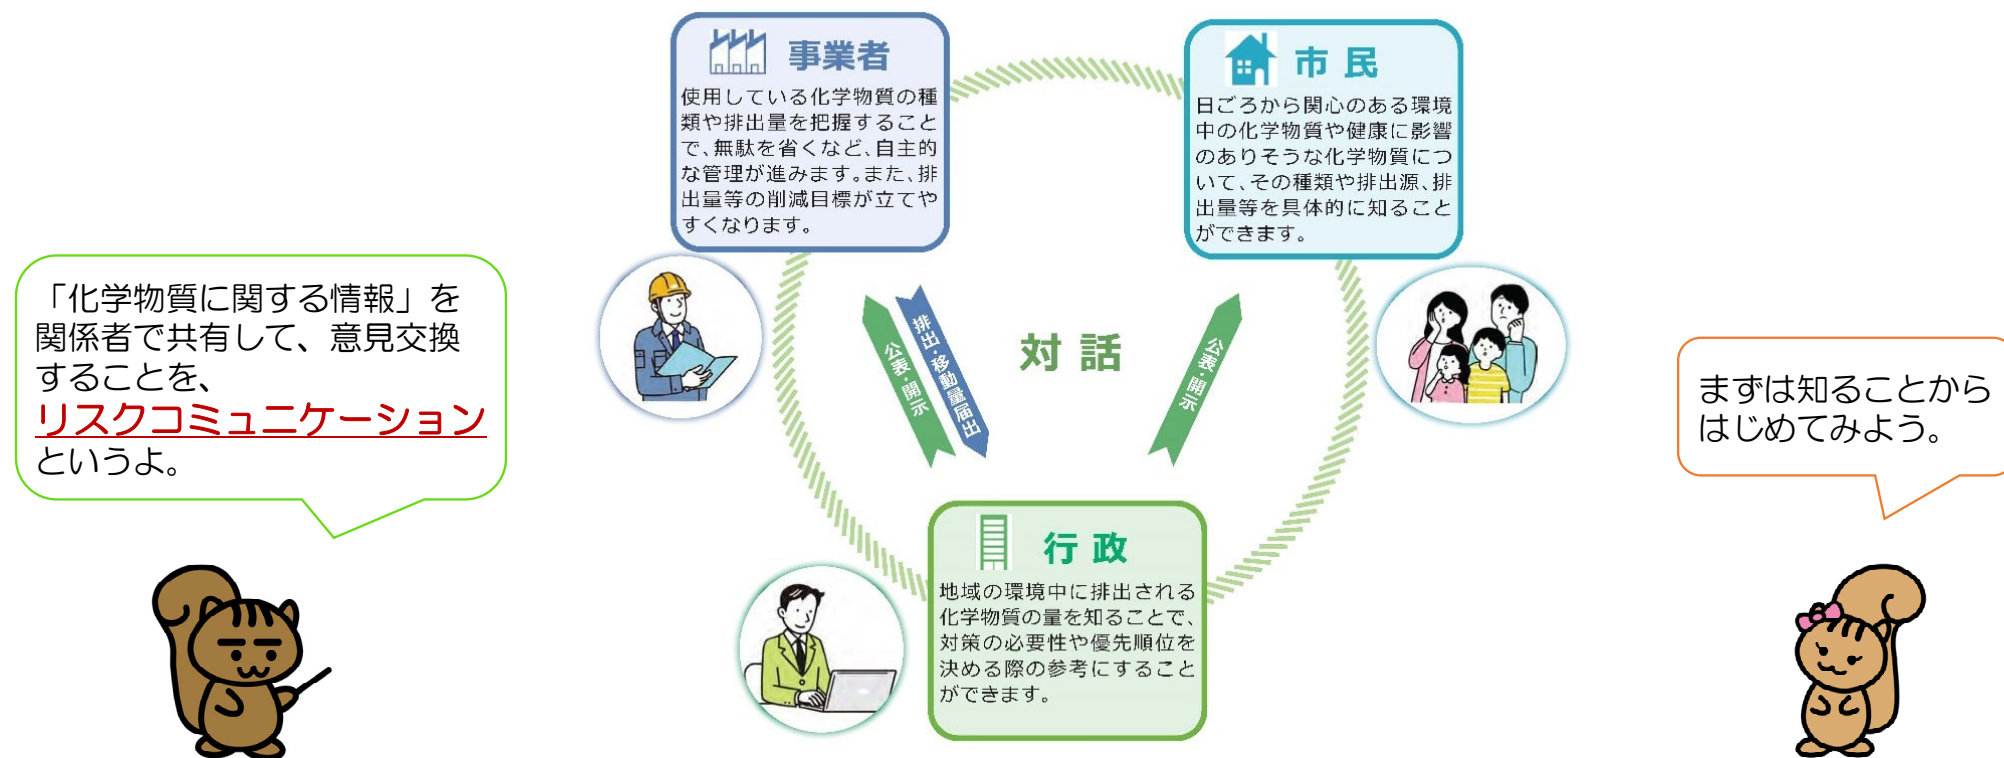 事業者
使用している化学物質の種
類や排出量を把握すること
で、無駄を省くなど、自主的
な管理が進みます。また、排
出量等の削減目標が立てや
すくなります。
市民
日ごろから関心のある環境
中の化学物質や健康に影響
のありそうな化学物質につ
いて、その種類や排出源、排
出量等を具体的に知ること
ができます。
「化学物質に関する情報」を
関係者で共有して、意見交換
することを、
リスクコミュニケーション
というよ。
公表・開示
排出・移動量届出
対話
公表・開示
まずは知ることから
はじめてみよう。
行政
地域の環境中に排出される
化学物質の量を知ることで、
対策の必要性や優先順位を
決める際の参考にすること
ができます。